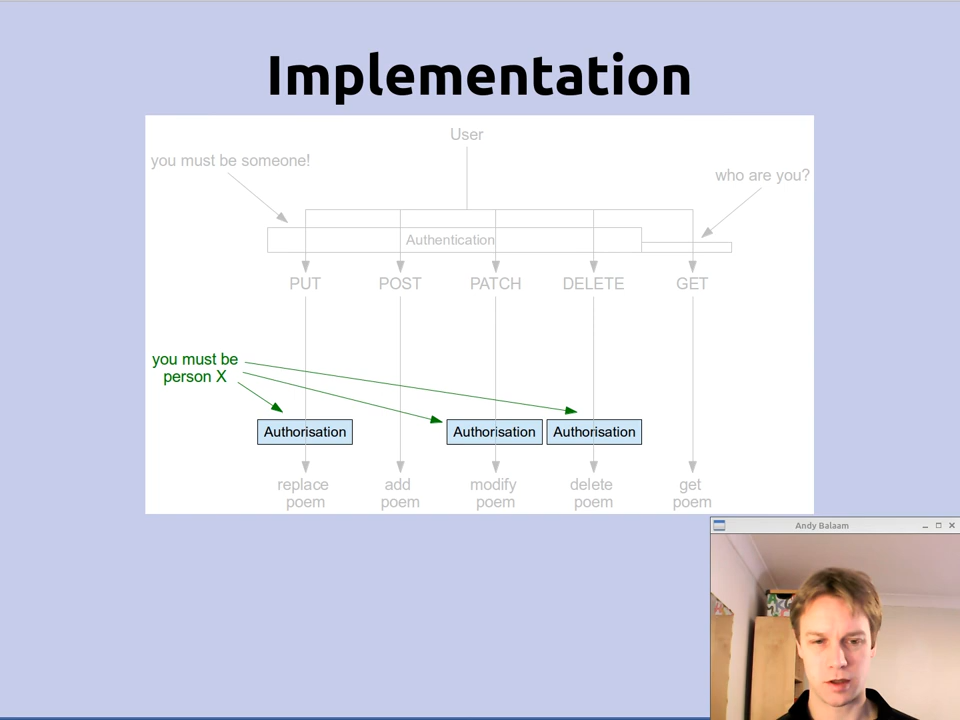 Implementation
User
you must be someone!
who are you?
Authentication
PUT POST PATCH DELETE GET
you must be
person X
Authorisation Authorisation Authorisation
replace add modify delete get
poem poem poem poem poem
Andy Balaam